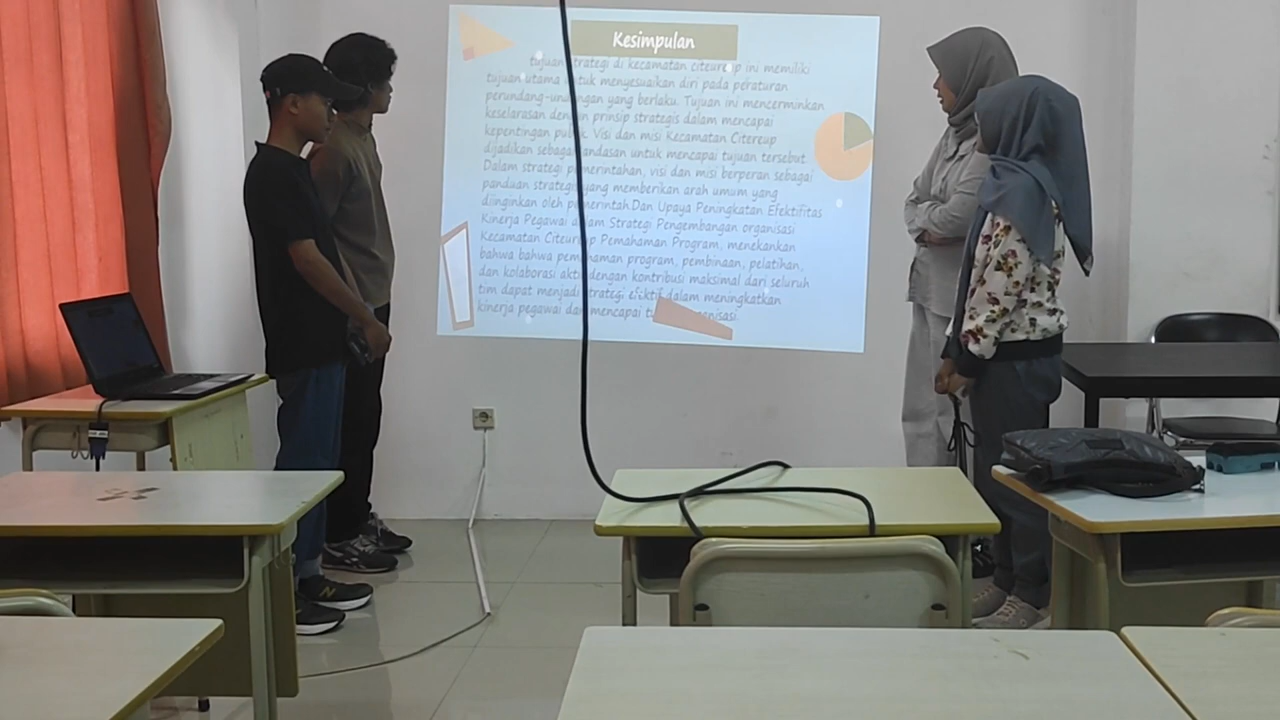 Kesimpulan
tujuan strategi di kecamatan citeureup ini memiliki
tujuan utama untuk menyesuaikan diri pada peraturan
perundang-undangan yang berlaku. Tujuan ini mencerminkan
keselarasan dengan prinsip strategis dalam mencapai
kepentingan publik. Visi dan misi Kecamatan Citereup
dijadikan sebagai landasan untuk mencapai tujuan tersebut.
Dalam strategi pemerintahan, visi dan misi berperan sebagai
panduan strategis yang memberikan arah umum yang
diinginkan oleh pemerintah.Dan Upaya Peningkatan Efektifitas
Kinerja Pegawai dalam Strategi Pengembangan organisasi
Kecamatan Citeureup Pemahaman Program, menekankan
bahwa bahwa pemahaman program, pembinaan, pelatihan,
dan kolaborasi aktif dengan kontribusi maksimal dari seluruh
tim dapat menjadi strategi efektif dalam meningkatkan
kinerja pegawai dan mencapai